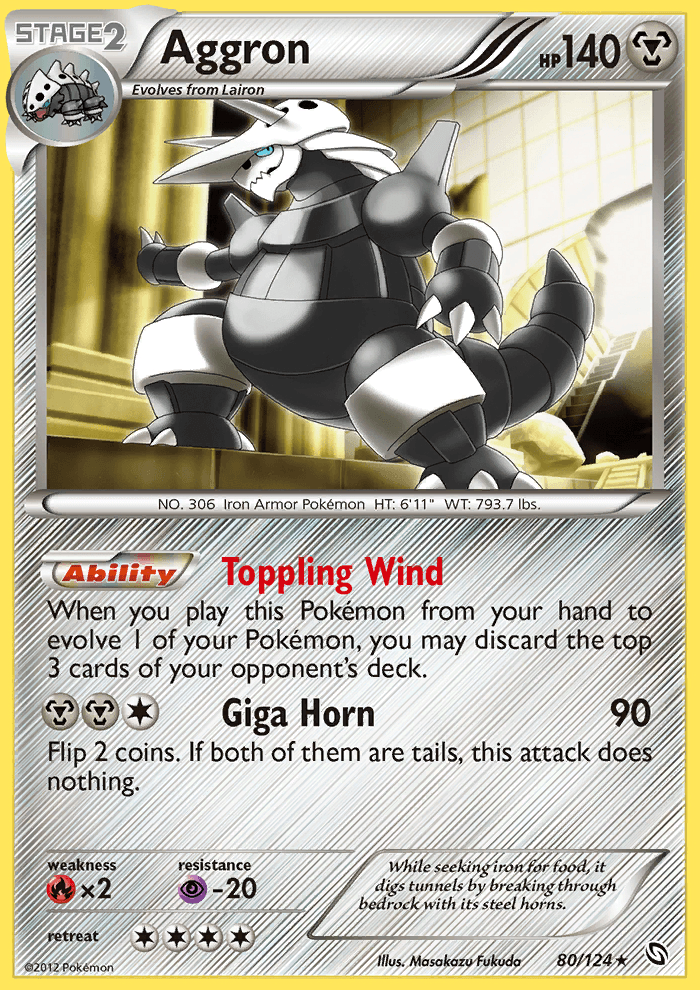 STAGE2
Aggron
HP140
Evolves from Lairon
NO. 306 Iron Armor Pokémon HT: 6'11" WT: 793.7 lbs.
Ability Toppling Wind
When you play this Pokémon from your hand to
evolve 1 of your Pokémon, you may discard the top
3 cards of your opponent's deck.
Giga Horn 90
Flip 2 coins. If both of them are tails, this attack does
nothing.
weakness
×2
resistance
-20
retreat
While seeking iron for food, it
digs tunnels by breaking through
bedrock with its steel horns.
Illus. Masakazu Fukuda
80/124★
©2012 Pokémon